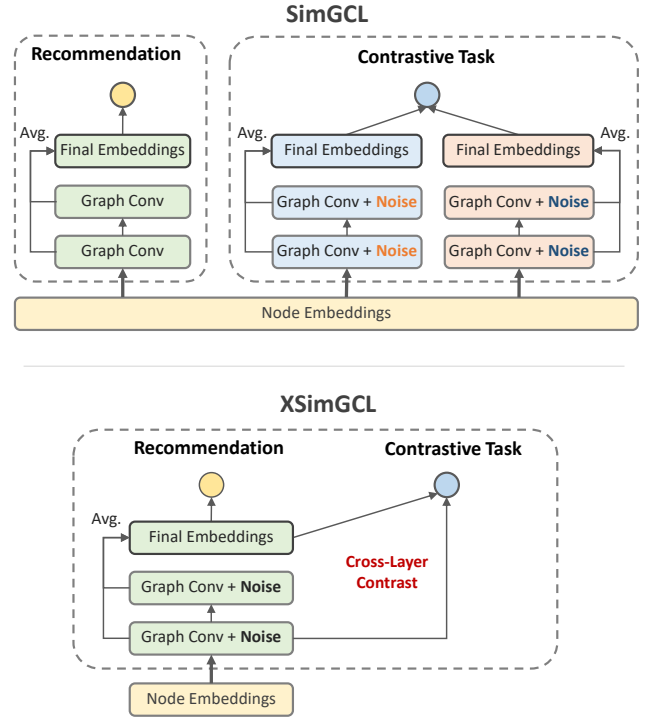 SimGCL
Recommendation
Contrastive Task
Avg.
Final Embeddings
Graph Conv
Graph Conv
Final Embeddings
Graph Conv + Noise
Graph Conv + Noise
Avg.
Final Embeddings
Graph Conv + Noise
Graph Conv + Noise
Node Embeddings
XSimGCL
Recommendation
Contrastive Task
Avg.
Final Embeddings
Cross-Layer
Contrast
Graph Conv + Noise
Graph Conv + Noise
Node Embeddings